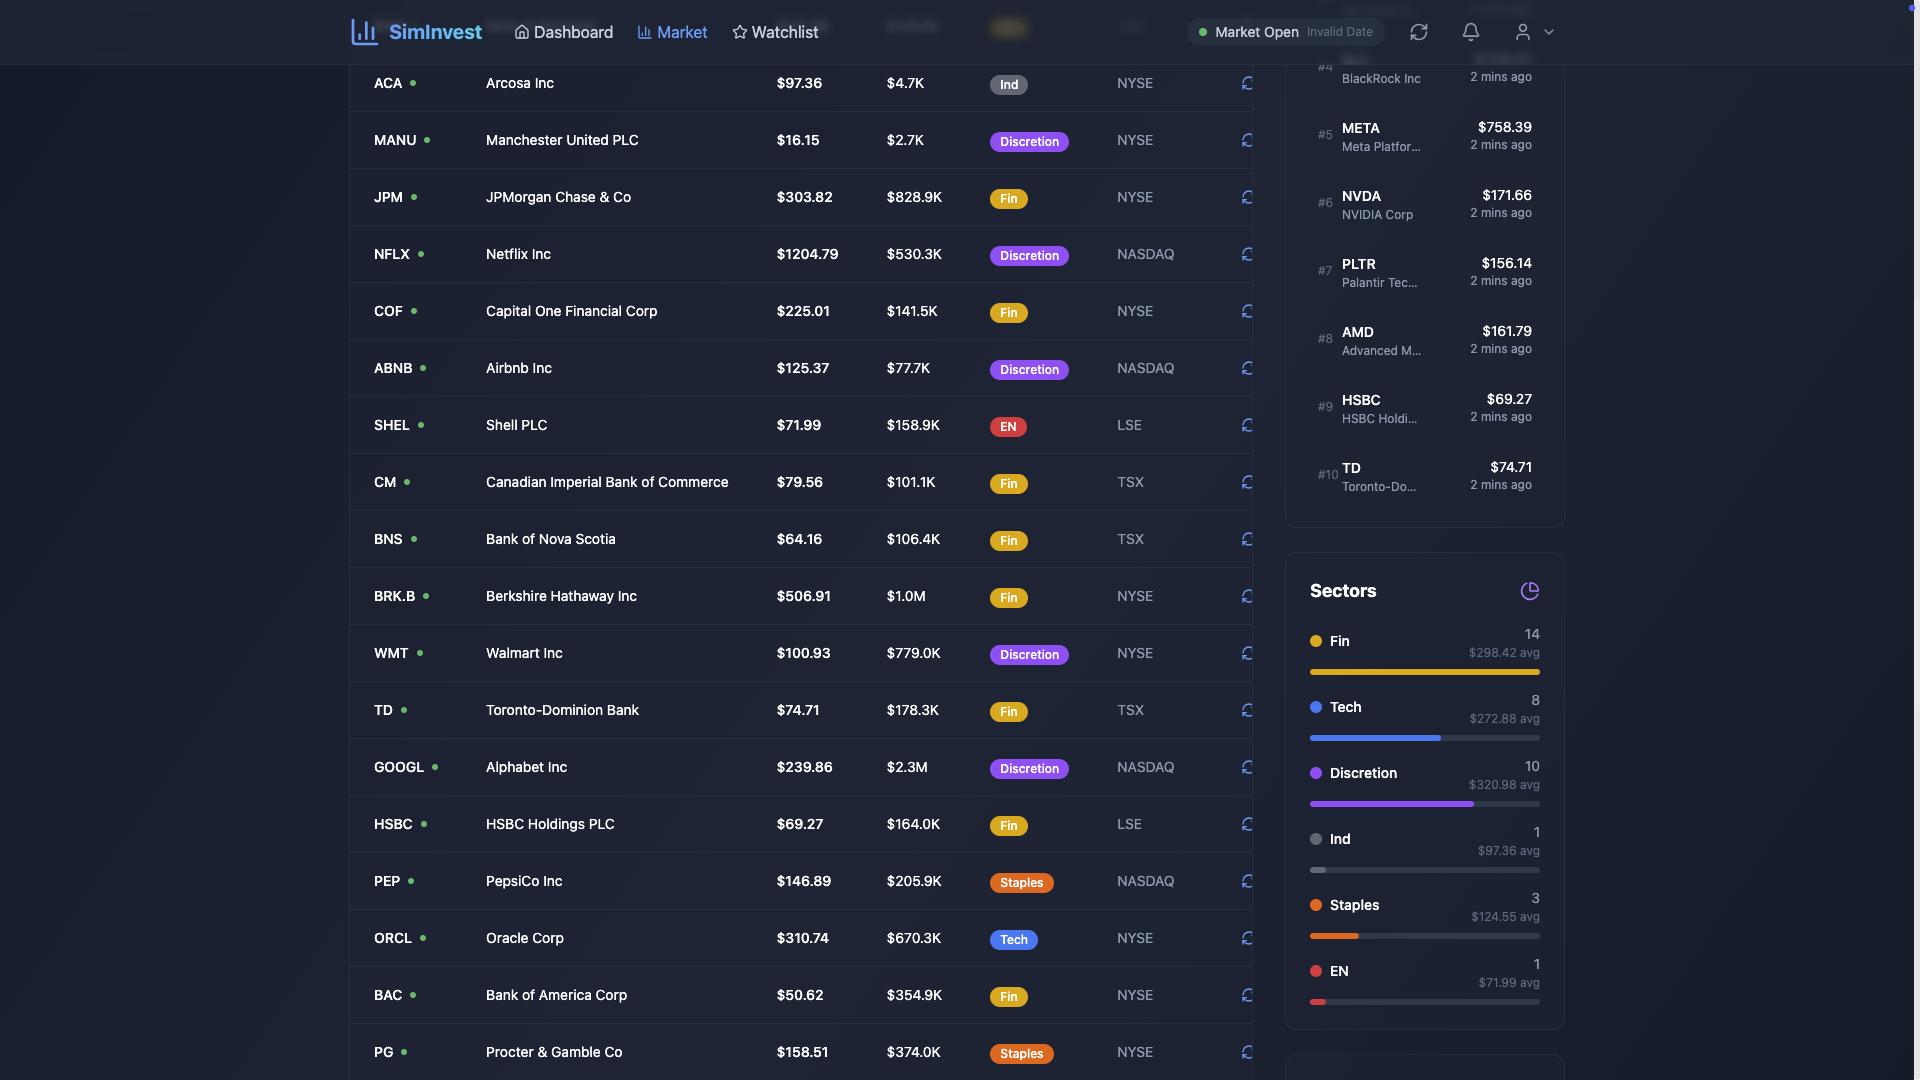 SimInvest Dashboard Market Watchlist Market Open Invalid Date
ACA Arcosa Inc $97.36 $4.7K Ind NYSE
MANU Manchester United PLC $16.15 $2.7K Discretion NYSE
JPM JPMorgan Chase & Co $303.82 $828.9K Fin NYSE
NFLX Netflix Inc $1204.79 $530.3K Discretion NASDAQ
COF Capital One Financial Corp $225.01 $141.5K Fin NYSE
ABNB Airbnb Inc $125.37 $77.7K Discretion NASDAQ
SHEL Shell PLC $71.99 $158.9K EN LSE
CM Canadian Imperial Bank of Commerce $79.56 $101.1K Fin TSX
BNS Bank of Nova Scotia $64.16 $106.4K Fin TSX
BRK.B Berkshire Hathaway Inc $506.91 $1.0M Fin NYSE
WMT Walmart Inc $100.93 $779.0K Discretion NYSE
TD Toronto-Dominion Bank $74.71 $178.3K Fin TSX
GOOGL Alphabet Inc $239.86 $2.3M Discretion NASDAQ
HSBC HSBC Holdings PLC $69.27 $164.0K Fin LSE
PEP PepsiCo Inc $146.89 $205.9K Staples NASDAQ
ORCL Oracle Corp $310.74 $670.3K Tech NYSE
BAC Bank of America Corp $50.62 $354.9K Fin NYSE
PG Procter & Gamble Co $158.51 $374.0K Staples NYSE
#4
BlackRock Inc 2 mins ago
#5 META $758.39
Meta Platfor... 2 mins ago
#6 NVDA $171.66
NVIDIA Corp 2 mins ago
#7 PLTR $156.14
Palantir Tec... 2 mins ago
#8 AMD $161.79
Advanced M... 2 mins ago
#9 HSBC $69.27
HSBC Holdi... 2 mins ago
#10 TD $74.71
Toronto-Do... 2 mins ago
Sectors
Fin 14
$298.42 avg
Tech 8
$272.88 avg
Discretion 10
$320.98 avg
Ind 1
$97.36 avg
Staples 3
$124.55 avg
EN 1
$71.99 avg